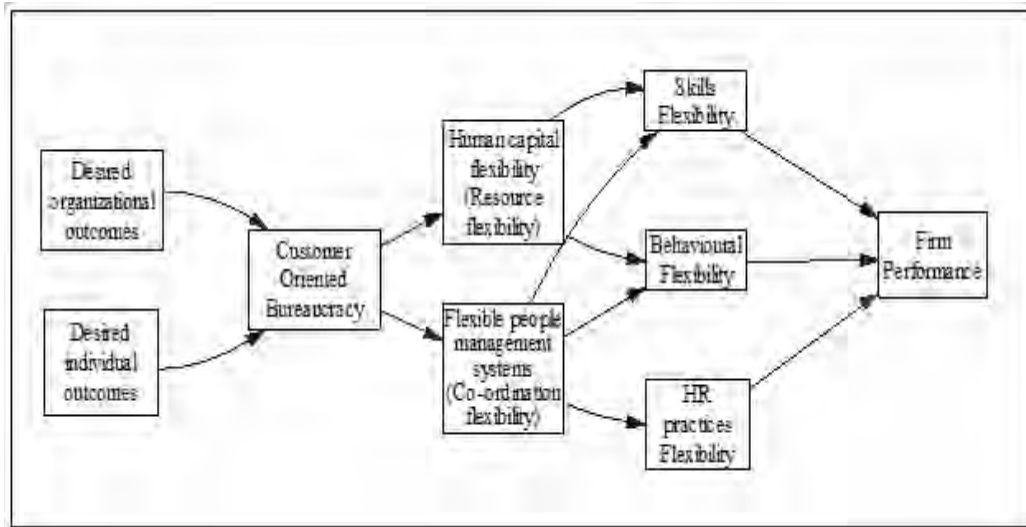 Desired
organizational
outcomes
Desired
individual
outcomes
Customer
Oriented
Bureaucracy
Human capital
flexibility
(Resource
flexibility)
Flexible people
management
systems
(Co-ordination
flexibility)
Skills
Flexibility
Behavioural
Flexibility
HR
practices
Flexibility
Firm
Performance